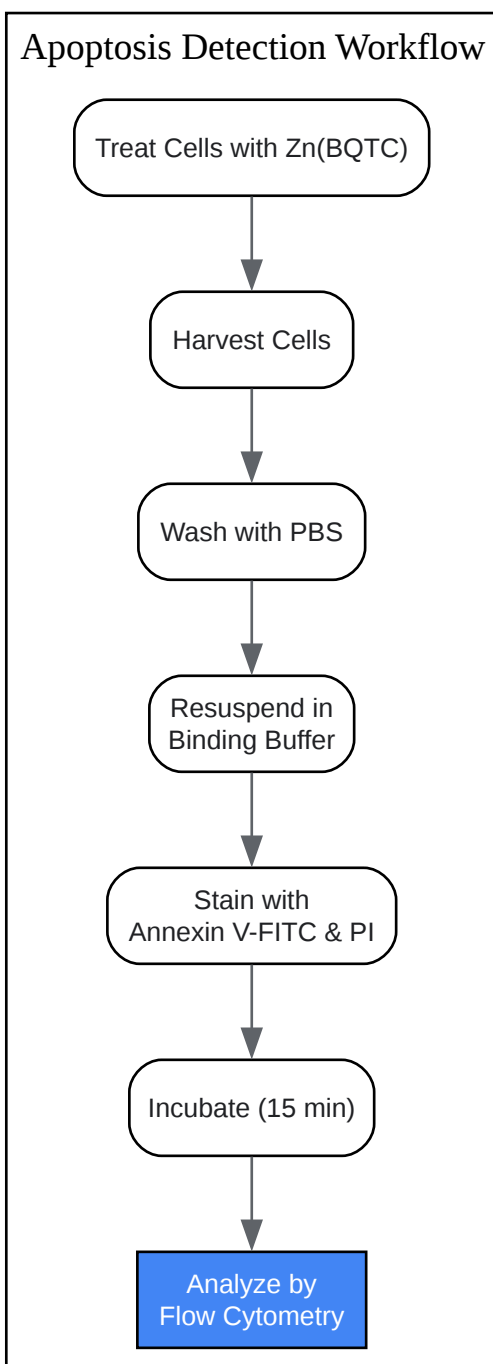 Apoptosis Detection Workflow
Treat Cells with Zn(BQTC)
Harvest Cells
Wash with PBS
Resuspend in
Binding Buffer
Stain with
Annexin V-FITC & PI
Incubate (15 min)
Analyze by
Flow Cytometry